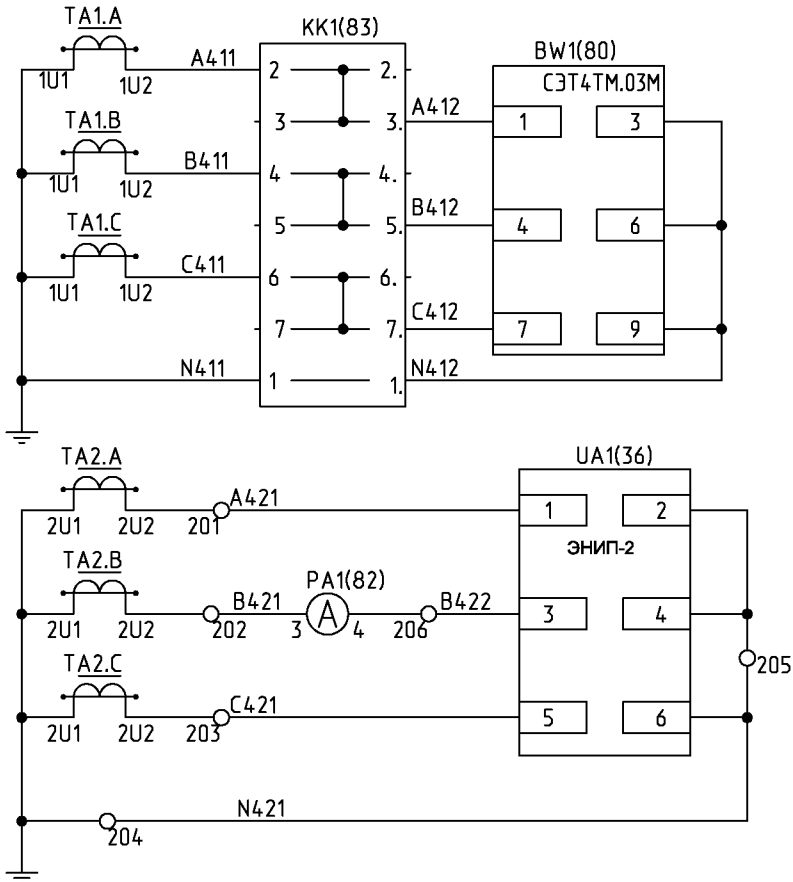 TA1.A
KK1(83)
1U1 1U2 A411 2 2.
BW1(80)
СЭТ4ТМ.03М
TA1.B
3 3. A412 1 3
1U1 1U2 B411 4 4.
TA1.C
5 5. B412 4 6
1U1 1U2 C411 6 6.
7 7. C412 7 9
N411 1 1. N412
TA2.A
UA1(36)
2U1 2U2 201 A421 1 2
ЭНИП-2
TA2.B
PA1(82)
2U1 2U2 202 B421 3 A 4 206 B422 3 4
205
TA2.C
2U1 2U2 203 C421 5 6
N421
204